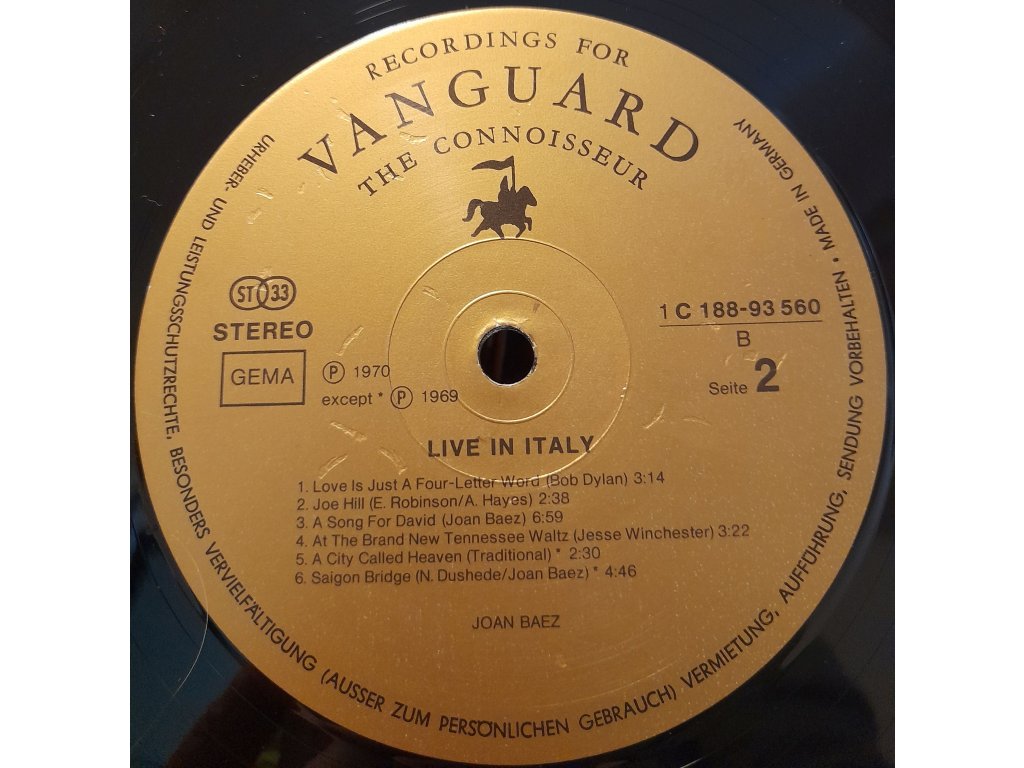 RECORDINGS FOR
VANGUARD
THE CONNOISSEUR
URHEBER- UND LEISTUNGSSCHUTZRECHTE, BESONDERS VERVIELFÄLTIGUNG (AUSSER ZUM PERSÖNLICHEN GEBRAUCH) VERMIETUNG, AUFFÜHRUNG, SENDUNG VORBEHALTEN • MADE IN GERMANY
ST 33
STEREO
GEMA
Ⓟ 1970
except * Ⓟ 1969
1 C 188-93 560
B
Seite 2
LIVE IN ITALY
1. Love Is Just A Four-Letter Word (Bob Dylan) 3:14
2. Joe Hill (E. Robinson/A. Hayes) 2:38
3. A Song For David (Joan Baez) 6:59
4. At The Brand New Tennessee Waltz (Jesse Winchester) 3:22
5. A City Called Heaven (Traditional) * 2:30
6. Saigon Bridge (N. Dushede/Joan Baez) * 4:46
JOAN BAEZ